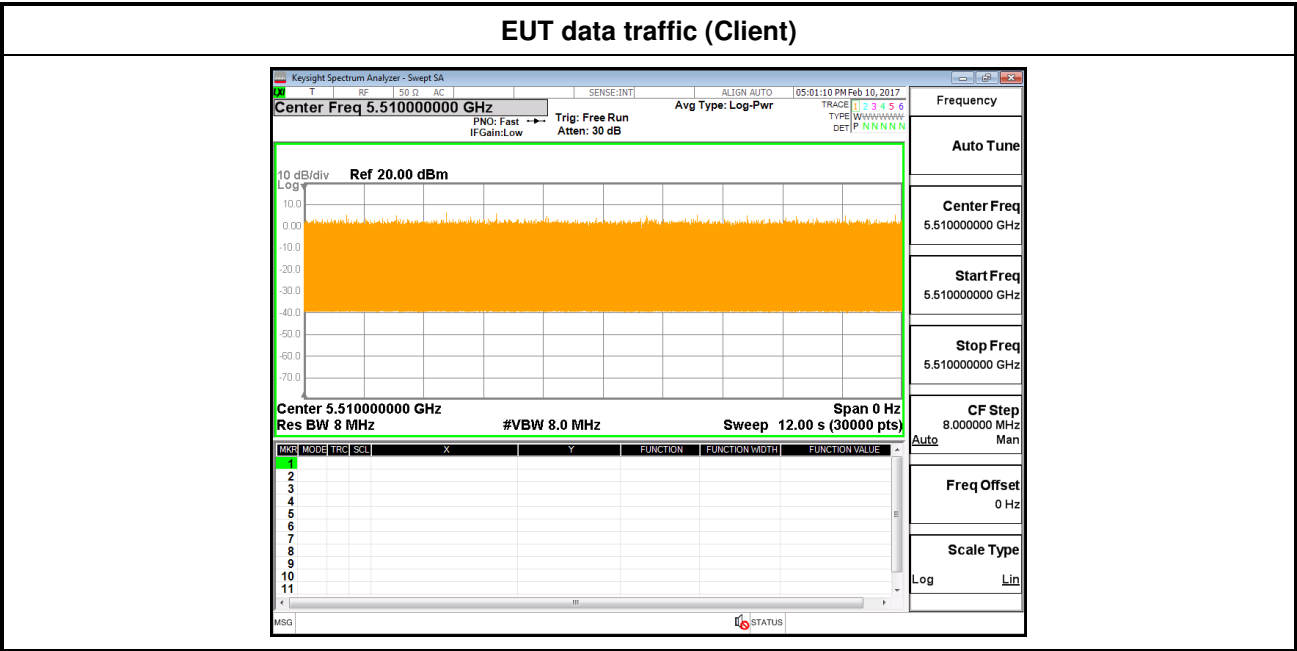 EUT data traffic (Client)
Keysight Spectrum Analyzer - Swept SA
LXI T RF 50 Ω AC SENSE:INT ALIGN AUTO 05:01:10 PM Feb 10, 2017
Center Freq 5.510000000 GHz
PNO: Fast
IFGain:Low
Trig: Free Run
Atten: 30 dB
Avg Type: Log-Pwr
TRACE 1 2 3 4 5 6
TYPE WWWWWW
DET P N N N N N
10 dB/div Ref 20.00 dBm
Log
10.0
0.00
-10.0
-20.0
-30.0
-40.0
-50.0
-60.0
-70.0
Center 5.510000000 GHz Span 0 Hz
Res BW 8 MHz #VBW 8.0 MHz Sweep 12.00 s (30000 pts)
MKR MODE TRC SCL X Y FUNCTION FUNCTION WIDTH FUNCTION VALUE
1
2
3
4
5
6
7
8
9
10
11
MSG STATUS
Frequency
Auto Tune
Center Freq
5.510000000 GHz
Start Freq
5.510000000 GHz
Stop Freq
5.510000000 GHz
CF Step
8.000000 MHz
Auto Man
Freq Offset
0 Hz
Scale Type
Log Lin